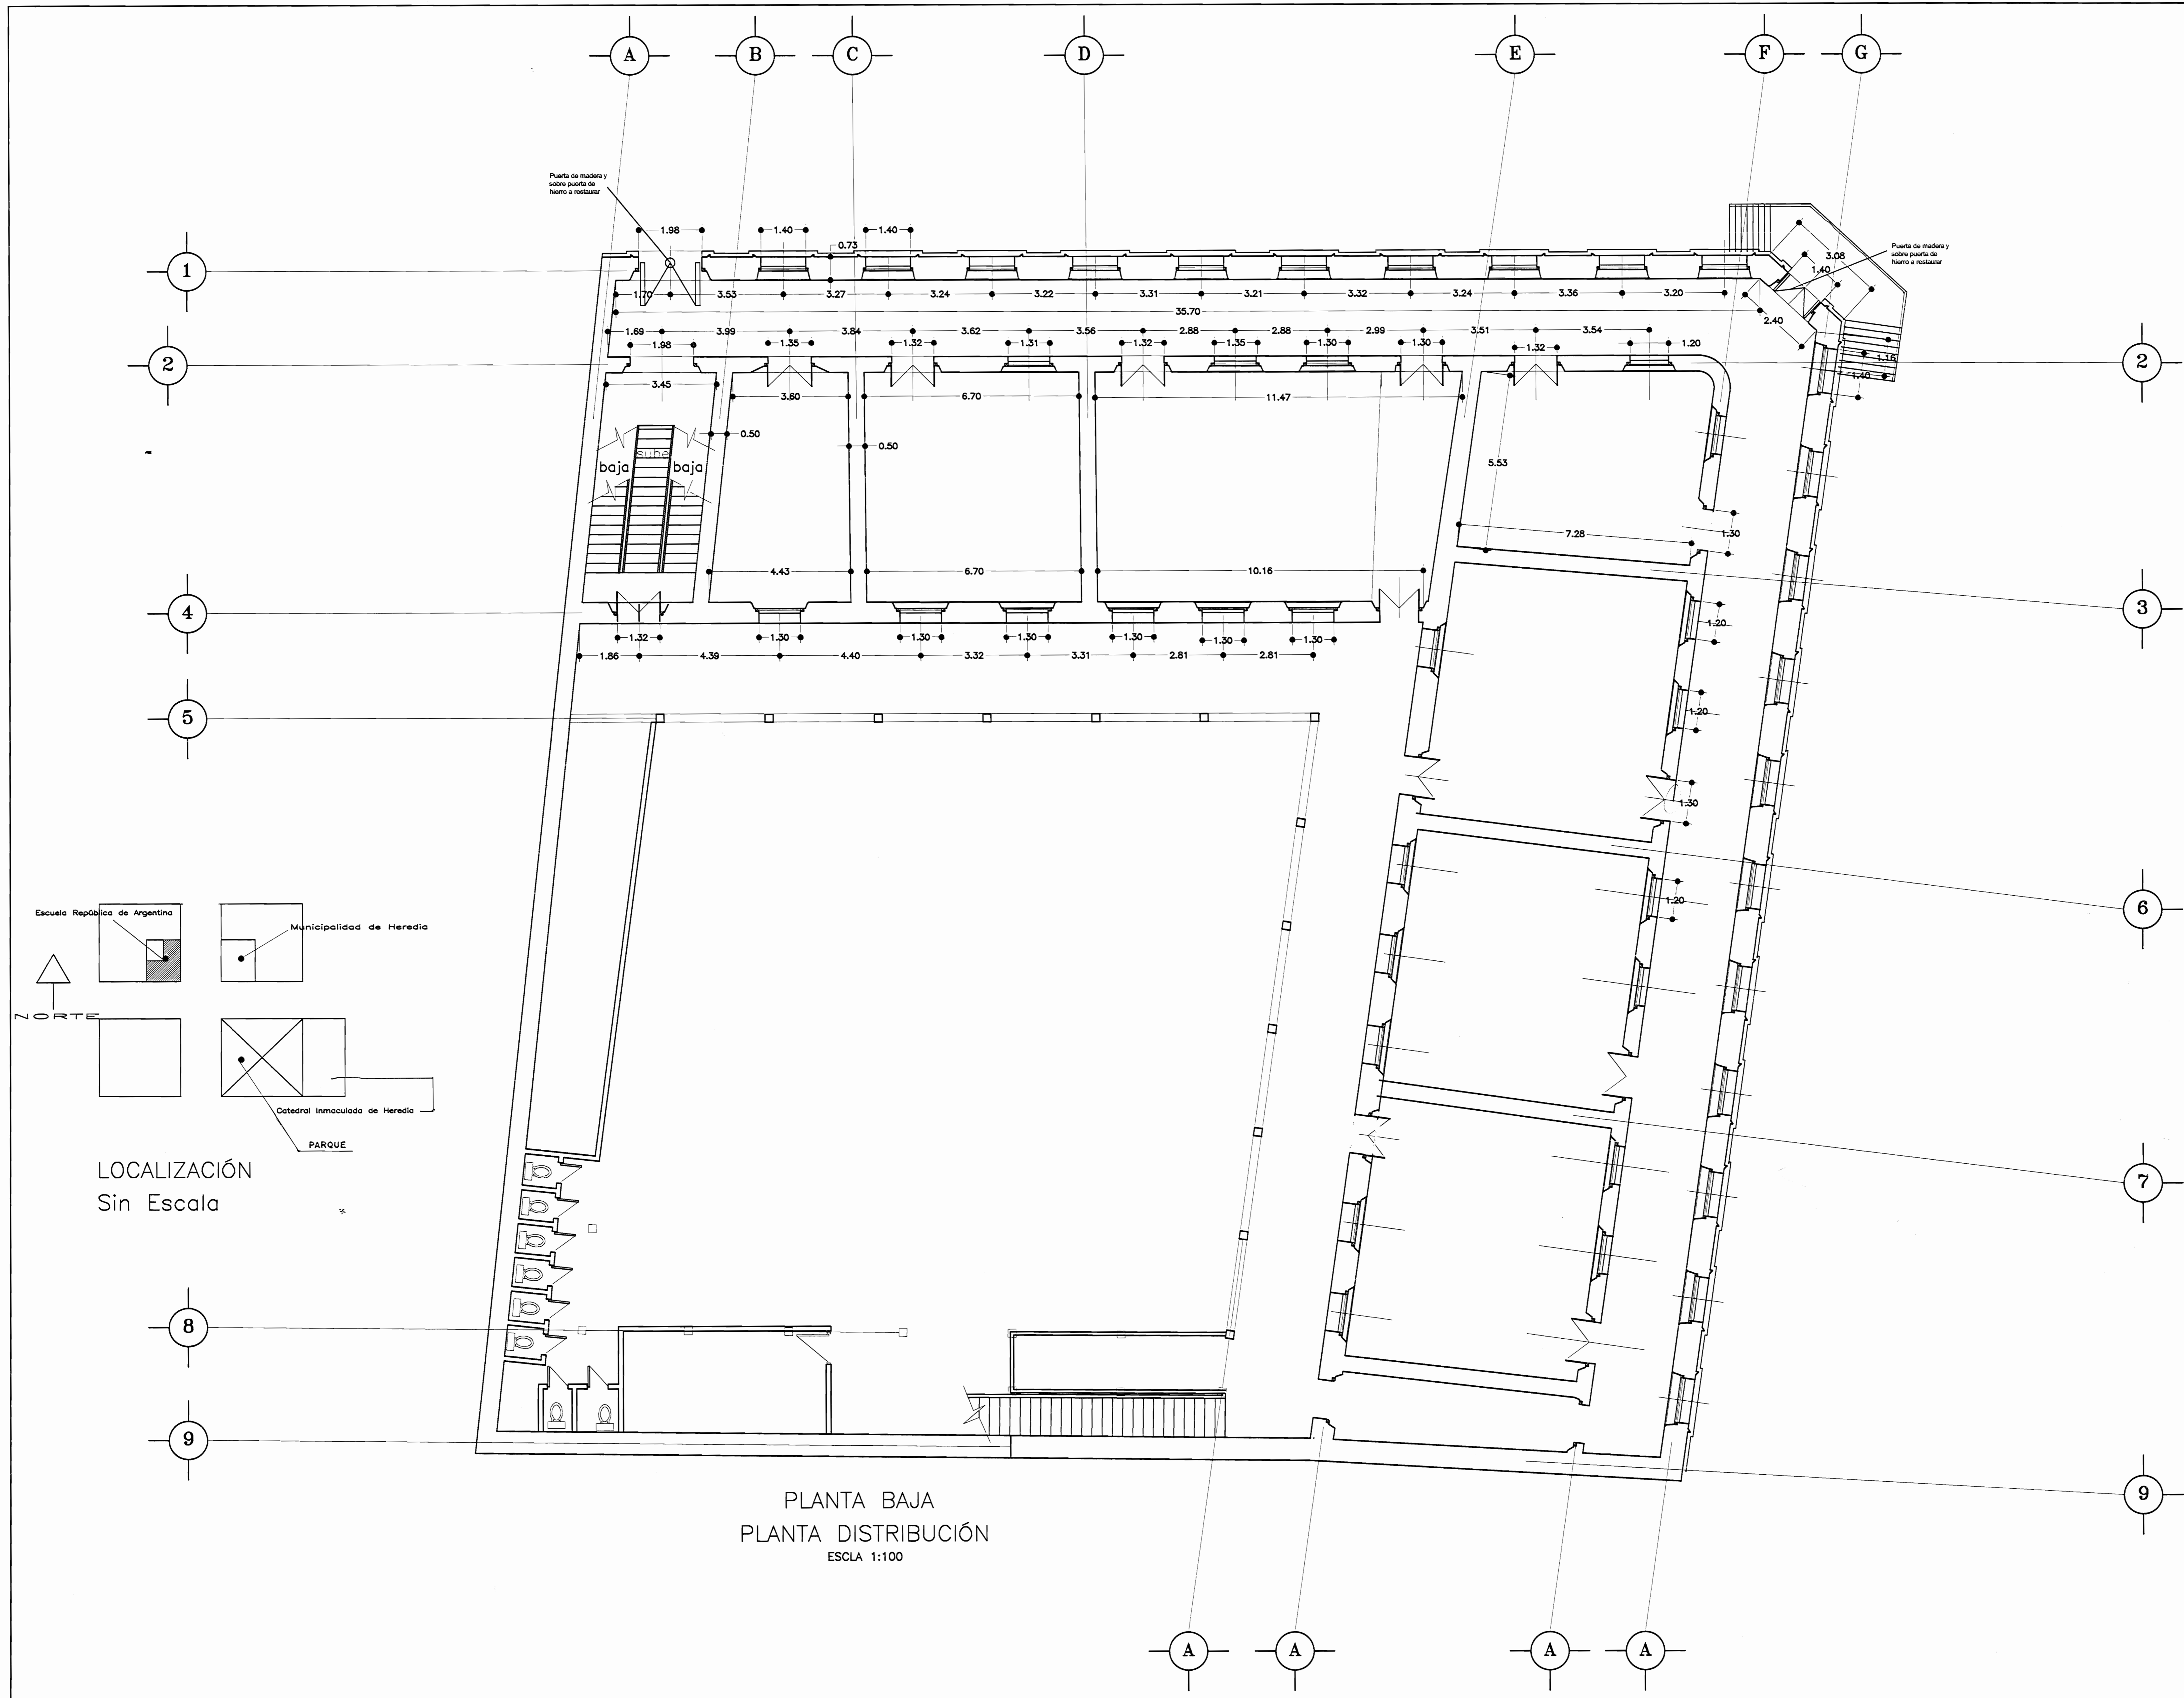 A
B
C
D
E
F
G
Puerta de madera y
sobre puerta de
hierro a restaurar
1.98
1.40
1.40
0.73
Puerta de madera y
sobre puerta de
hierro a restaurar
3.08
1.40
1
1.70
3.53
3.27
3.24
3.22
3.31
3.21
3.32
3.24
3.36
3.20
35.70
2.40
1.69
3.99
3.84
3.62
3.56
2.88
2.88
2.99
3.51
3.54
1.98
1.35
1.32
1.31
1.32
1.35
1.30
1.30
1.32
1.20
1.16
1.40
2
2
3.45
3.60
6.70
11.47
0.50
0.50
sube
baja
baja
5.53
7.28
1.30
4.43
6.70
10.16
4
3
1.32
1.30
1.30
1.30
1.30
1.30
1.30
1.20
1.86
4.39
4.40
3.32
3.31
2.81
2.81
5
1.20
1.30
1.20
6
Escuela República de Argentina
Municipalidad de Heredia
NORTE
Catedral Inmaculada de Heredia
PARQUE
LOCALIZACIÓN
Sin Escala
7
8
9
9
PLANTA BAJA
PLANTA DISTRIBUCIÓN
ESCLA 1:100
A
A
A
A